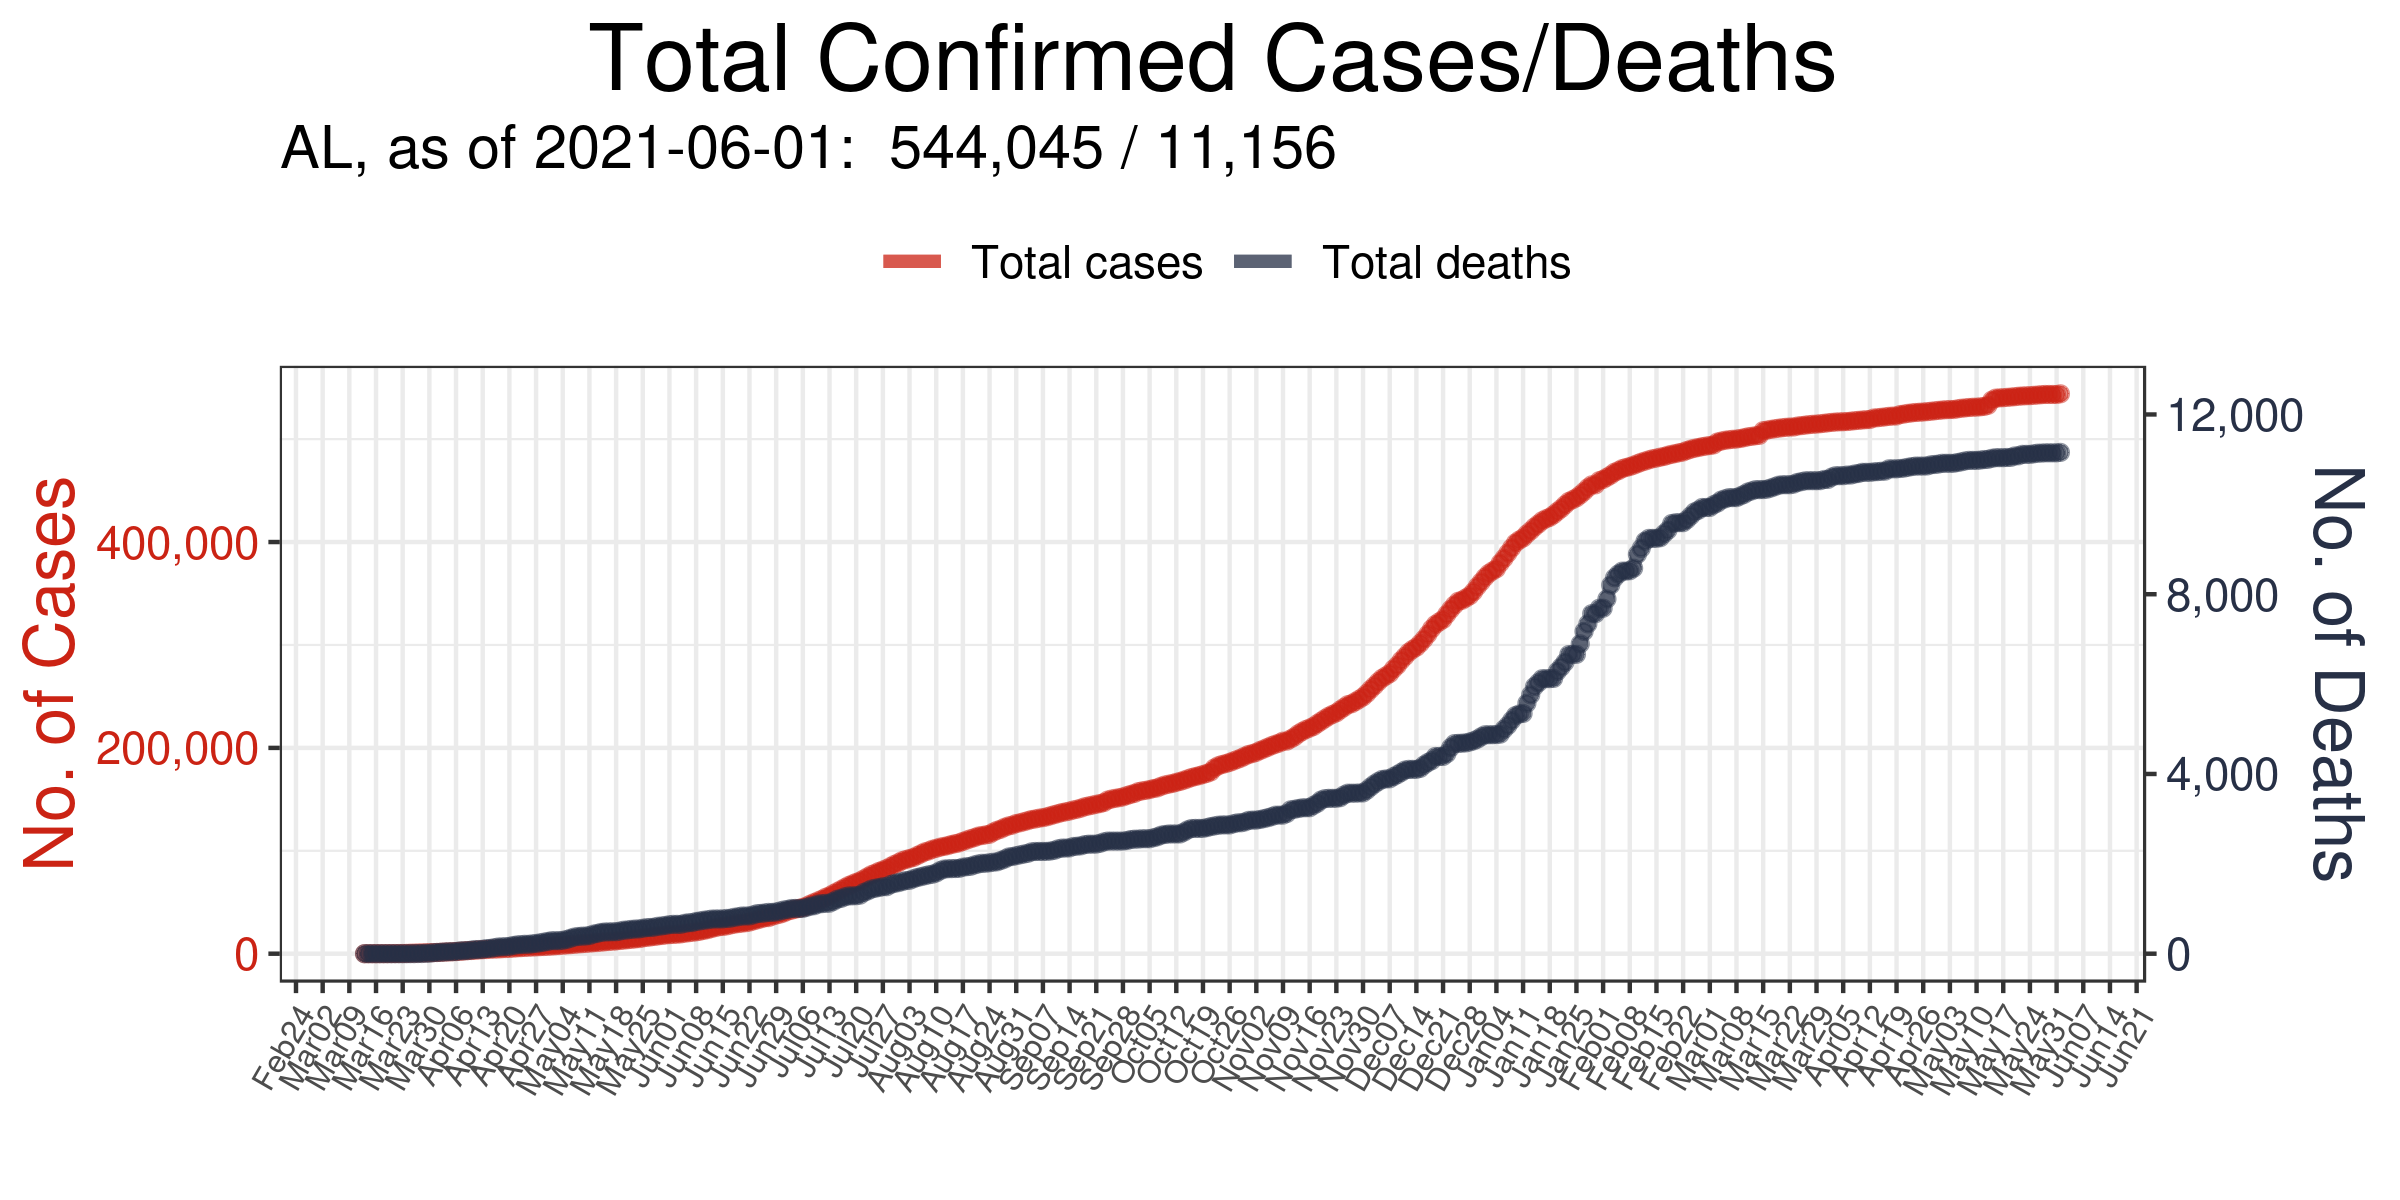 Total Confirmed Cases/Deaths
AL, as of 2021-06-01:  544,045 / 11,156
Total cases
Total deaths
No. of Cases
400,000
200,000
0
12,000
8,000
4,000
0
No. of Deaths
Feb24
Mar02
Mar09
Mar16
Mar23
Mar30
Apr06
Apr13
Apr20
Apr27
May04
May11
May18
May25
Jun01
Jun08
Jun15
Jun22
Jun29
Jul06
Jul13
Jul20
Jul27
Aug03
Aug10
Aug17
Aug24
Aug31
Sep07
Sep14
Sep21
Sep28
Oct05
Oct12
Oct19
Oct26
Nov02
Nov09
Nov16
Nov23
Nov30
Dec07
Dec14
Dec21
Dec28
Jan04
Jan11
Jan18
Jan25
Feb01
Feb08
Feb15
Feb22
Mar01
Mar08
Mar15
Mar22
Mar29
Apr05
Apr12
Apr19
Apr26
May03
May10
May17
May24
May31
Jun07
Jun14
Jun21